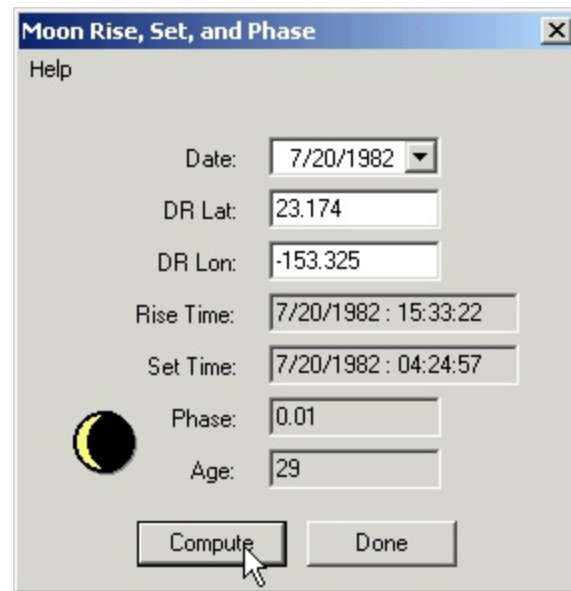 Moon Rise, Set, and Phase
Help
Date: 7/20/1982
DR Lat: 23.174
DR Lon: -153.325
Rise Time: 7/20/1982 : 15:33:22
Set Time: 7/20/1982 : 04:24:57
Phase: 0.01
Age: 29
Compute Done